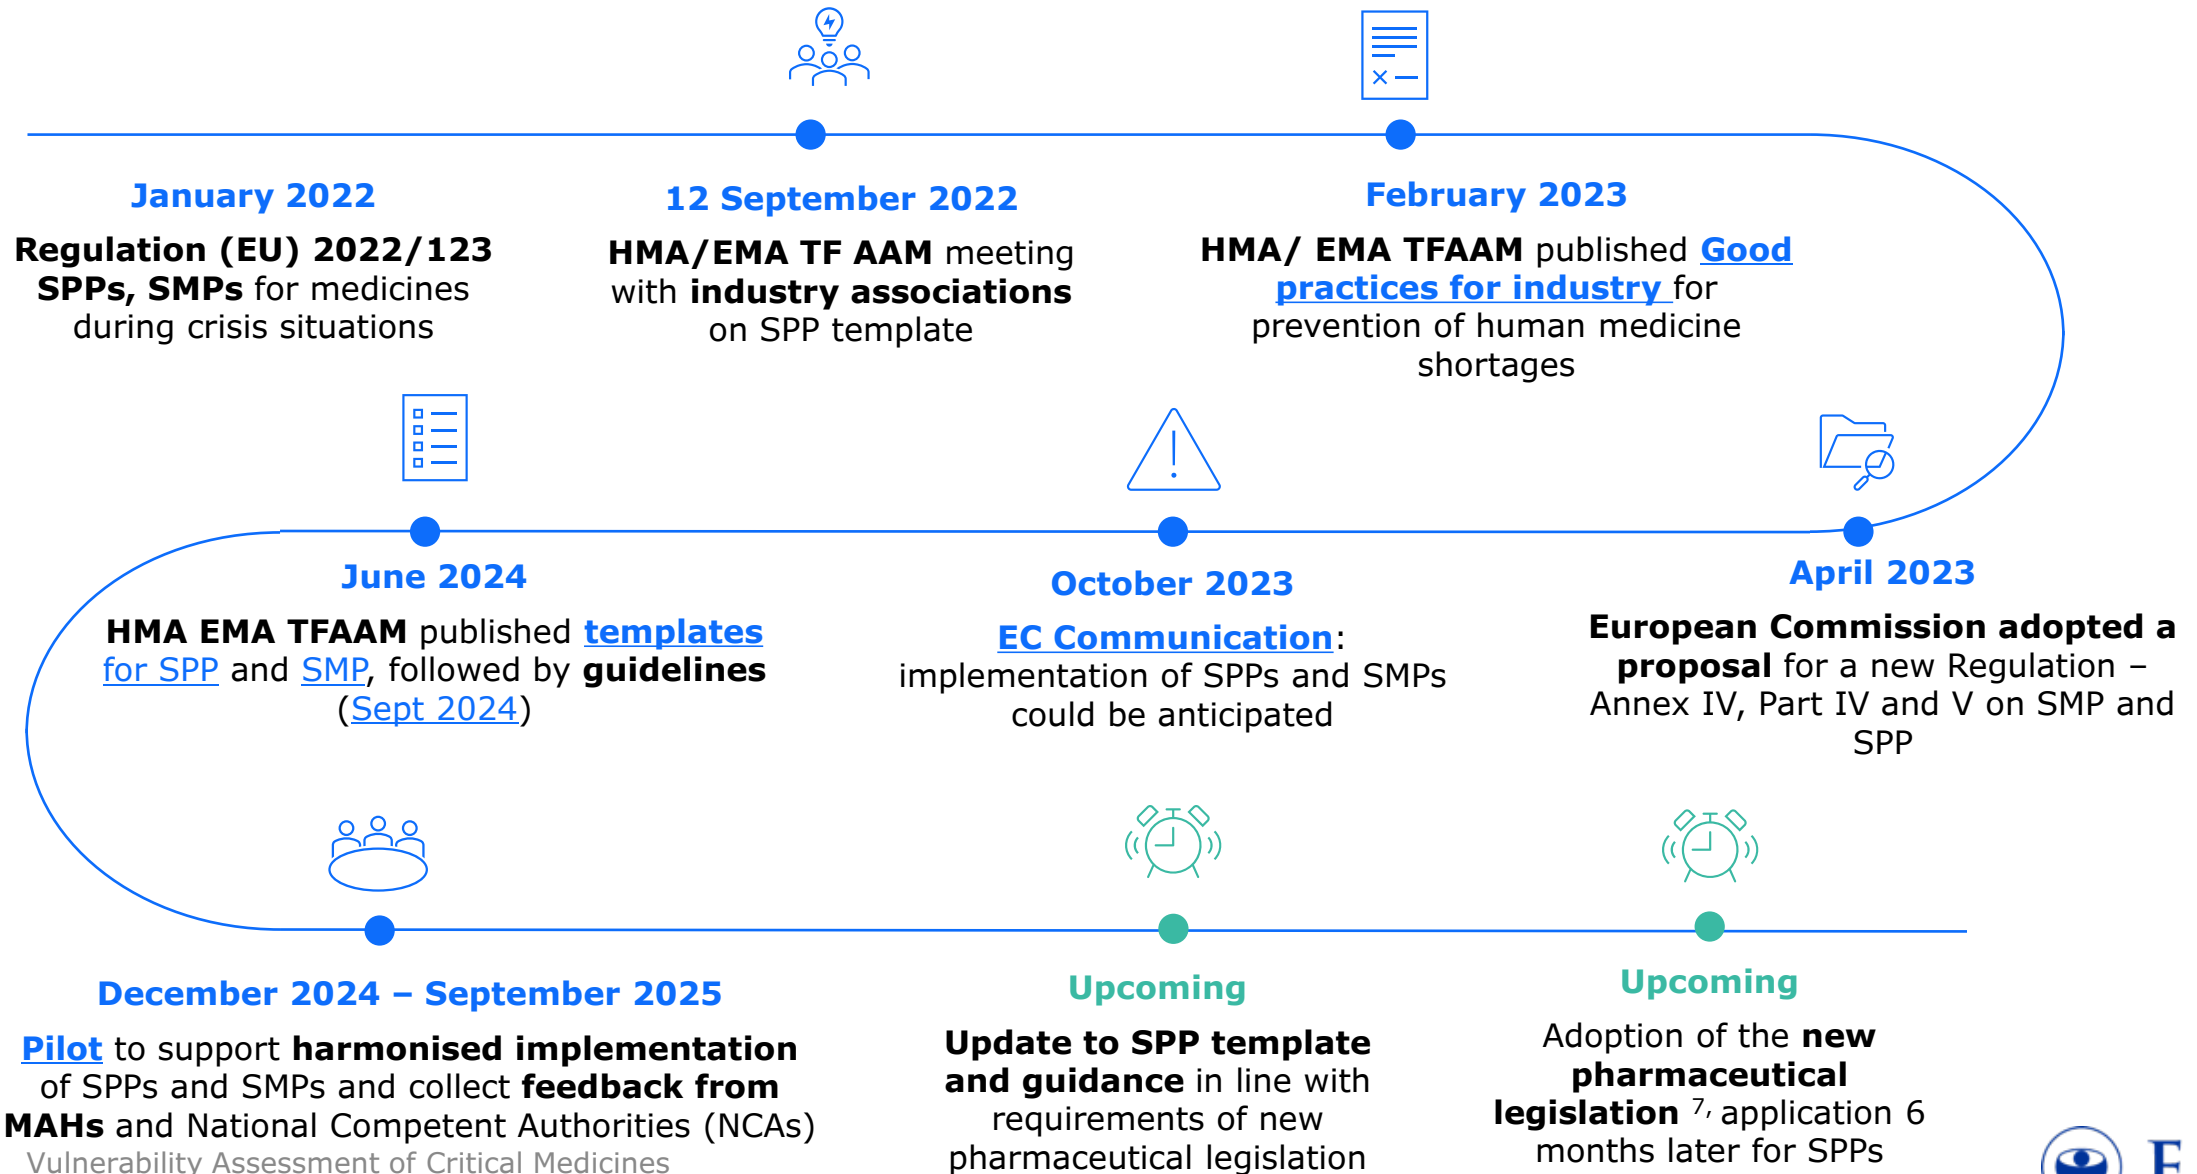 January 2022
Regulation (EU) 2022/123
SPPs, SMPs for medicines
during crisis situations
12 September 2022
HMA/EMA TF AAM meeting
with industry associations
on SPP template
February 2023
HMA/ EMA TFAAM published Good
practices for industry for
prevention of human medicine
shortages
April 2023
European Commission adopted a
proposal for a new Regulation –
Annex IV, Part IV and V on SMP and
SPP
October 2023
EC Communication:
implementation of SPPs and SMPs
could be anticipated
June 2024
HMA EMA TFAAM published templates
for SPP and SMP, followed by guidelines
(Sept 2024)
December 2024 – September 2025
Pilot to support harmonised implementation
of SPPs and SMPs and collect feedback from
MAHs and National Competent Authorities (NCAs)
Upcoming
Update to SPP template
and guidance in line with
requirements of new
pharmaceutical legislation
Upcoming
Adoption of the new
pharmaceutical
legislation 7, application 6
months later for SPPs
Vulnerability Assessment of Critical Medicines